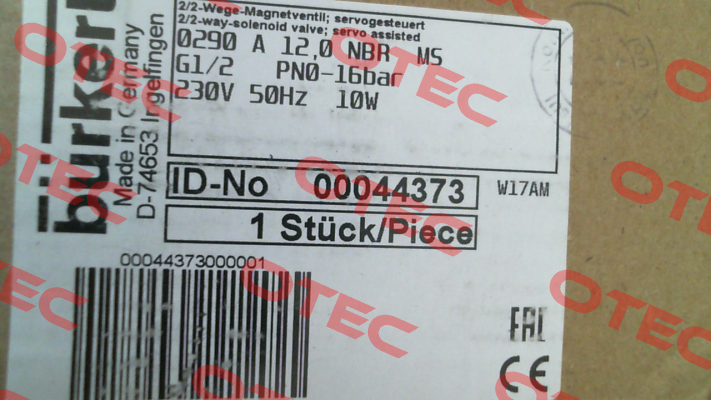 bürkert
Made in Germany
D-74653 Ingelfingen
2/2-Wege-Magnetventil; servogesteuert
2/2-way-solenoid valve; servo assisted
0290 A 12,0 NBR MS
G1/2 PN0-16bar
230V 50Hz 10W
ID-No 00044373
W17AM
1 Stück/Piece
00044373000001
EAC
CE
OTEC
OTEC
OTEC
OTEC
OTEC
OTEC